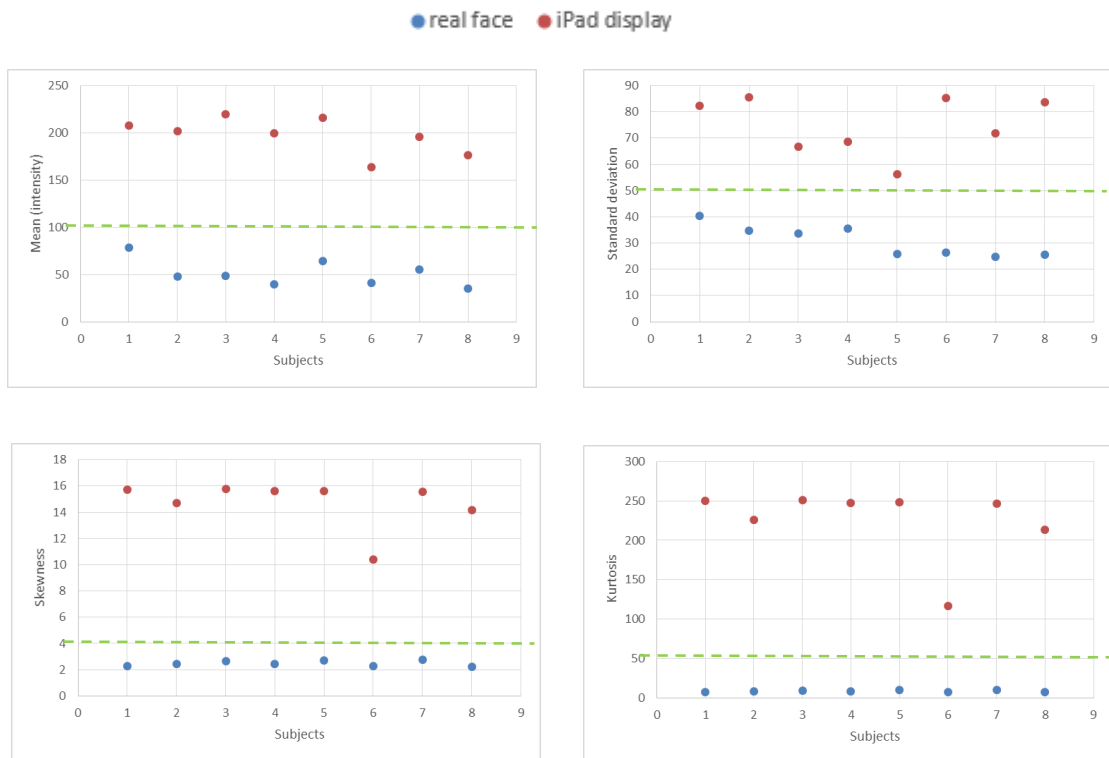 real face iPad display
Mean (intensity)
250
200
150
100
50
0
0 1 2 3 4 5 6 7 8 9
Subjects
Standard deviation
90
80
70
60
50
40
30
20
10
0
0 1 2 3 4 5 6 7 8 9
Subjects
Skewness
18
16
14
12
10
8
6
4
2
0
0 1 2 3 4 5 6 7 8 9
Subjects
Kurtosis
300
250
200
150
100
50
0
0 1 2 3 4 5 6 7 8 9
Subjects